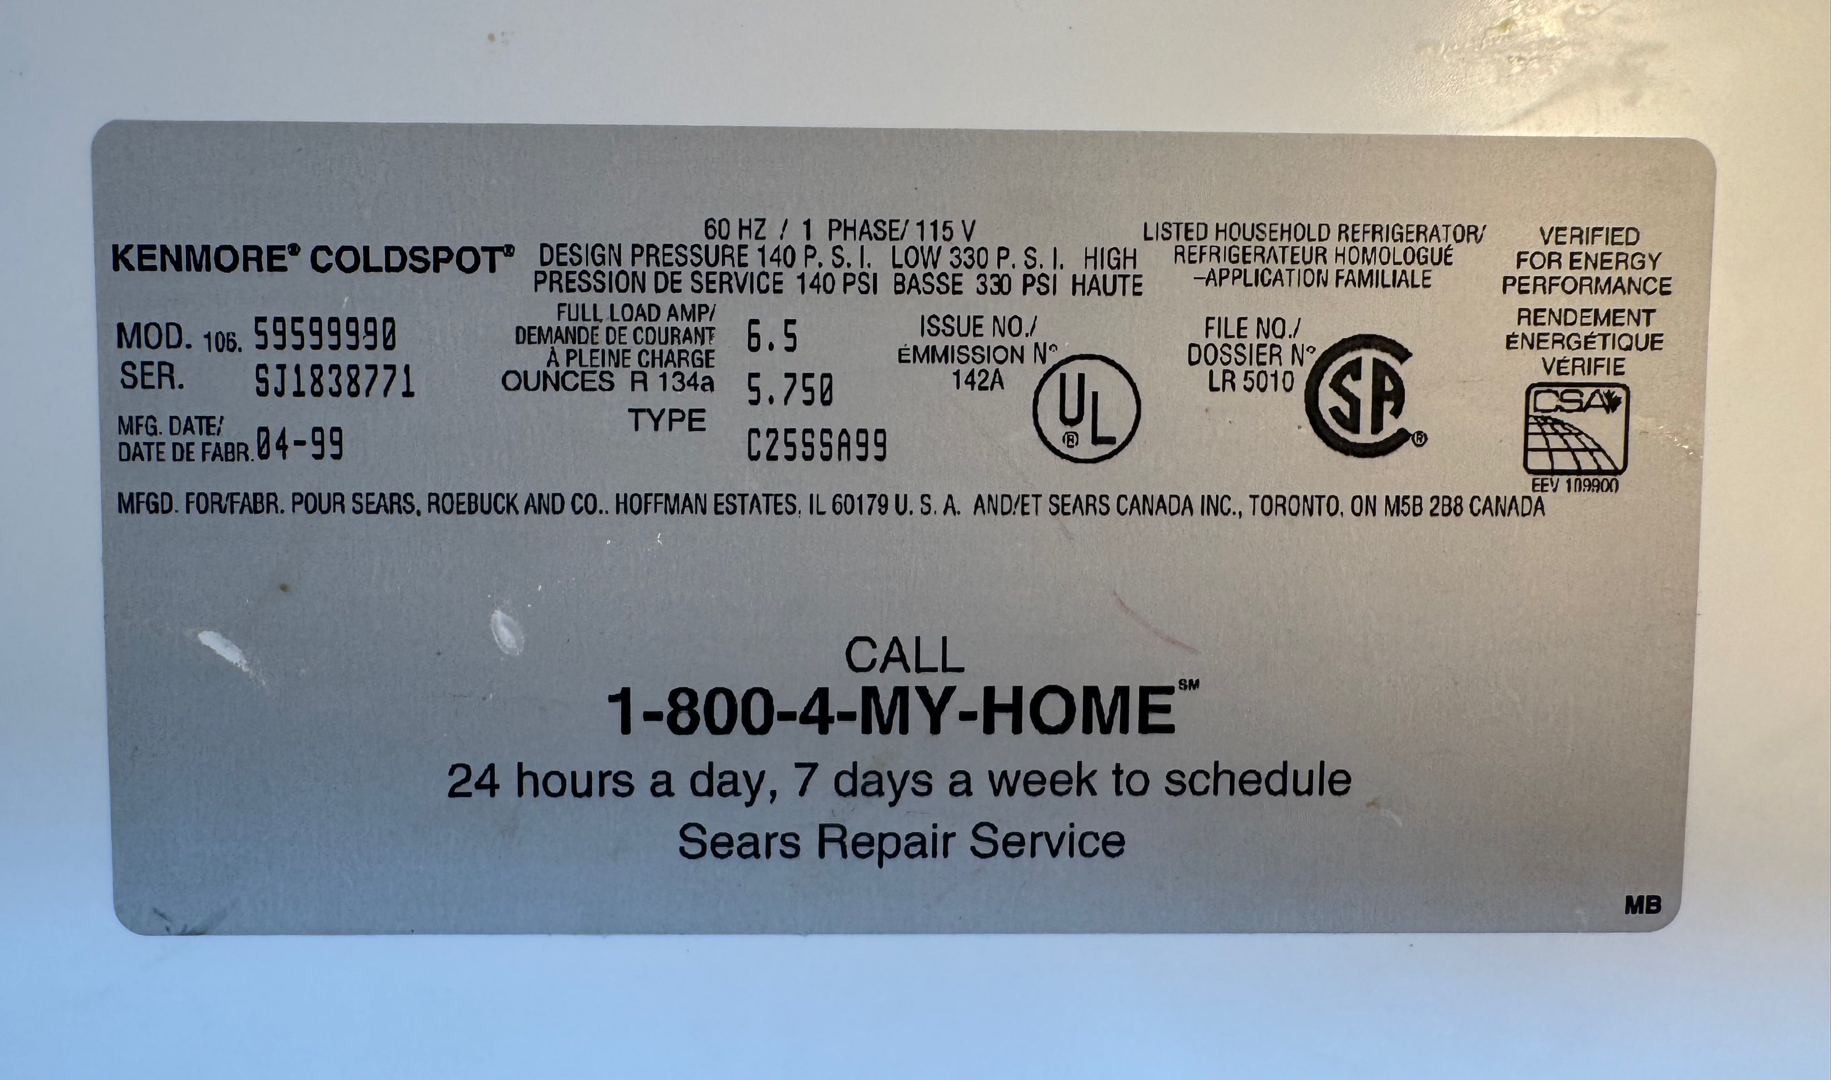 60 HZ / 1 PHASE/ 115 V
KENMORE® COLDSPOT® DESIGN PRESSURE 140 P. S. I. LOW 330 P. S. I. HIGH
PRESSION DE SERVICE 140 PSI BASSE 330 PSI HAUTE
LISTED HOUSEHOLD REFRIGERATOR/
REFRIGERATEUR HOMOLOGUÉ
-APPLICATION FAMILIALE
VERIFIED
FOR ENERGY
PERFORMANCE
RENDEMENT
ÉNERGÉTIQUE
VÉRIFIE
MOD. 106. 59599990
SER. SJ1838771
MFG. DATE/
DATE DE FABR. 04-99
FULL LOAD AMP/
DEMANDE DE COURANT
À PLEINE CHARGE 6.5
OUNCES R 134a 5.750
TYPE C25SSA99
ISSUE NO./
ÉMMISSION N°
142A
UL®
FILE NO./
DOSSIER N°
LR 5010
SA®
CSA
EEV 109900
MFGD. FOR/FABR. POUR SEARS, ROEBUCK AND CO.. HOFFMAN ESTATES, IL 60179 U. S. A. AND/ET SEARS CANADA INC., TORONTO, ON M5B 2B8 CANADA
CALL
1-800-4-MY-HOME℠
24 hours a day, 7 days a week to schedule
Sears Repair Service
MB